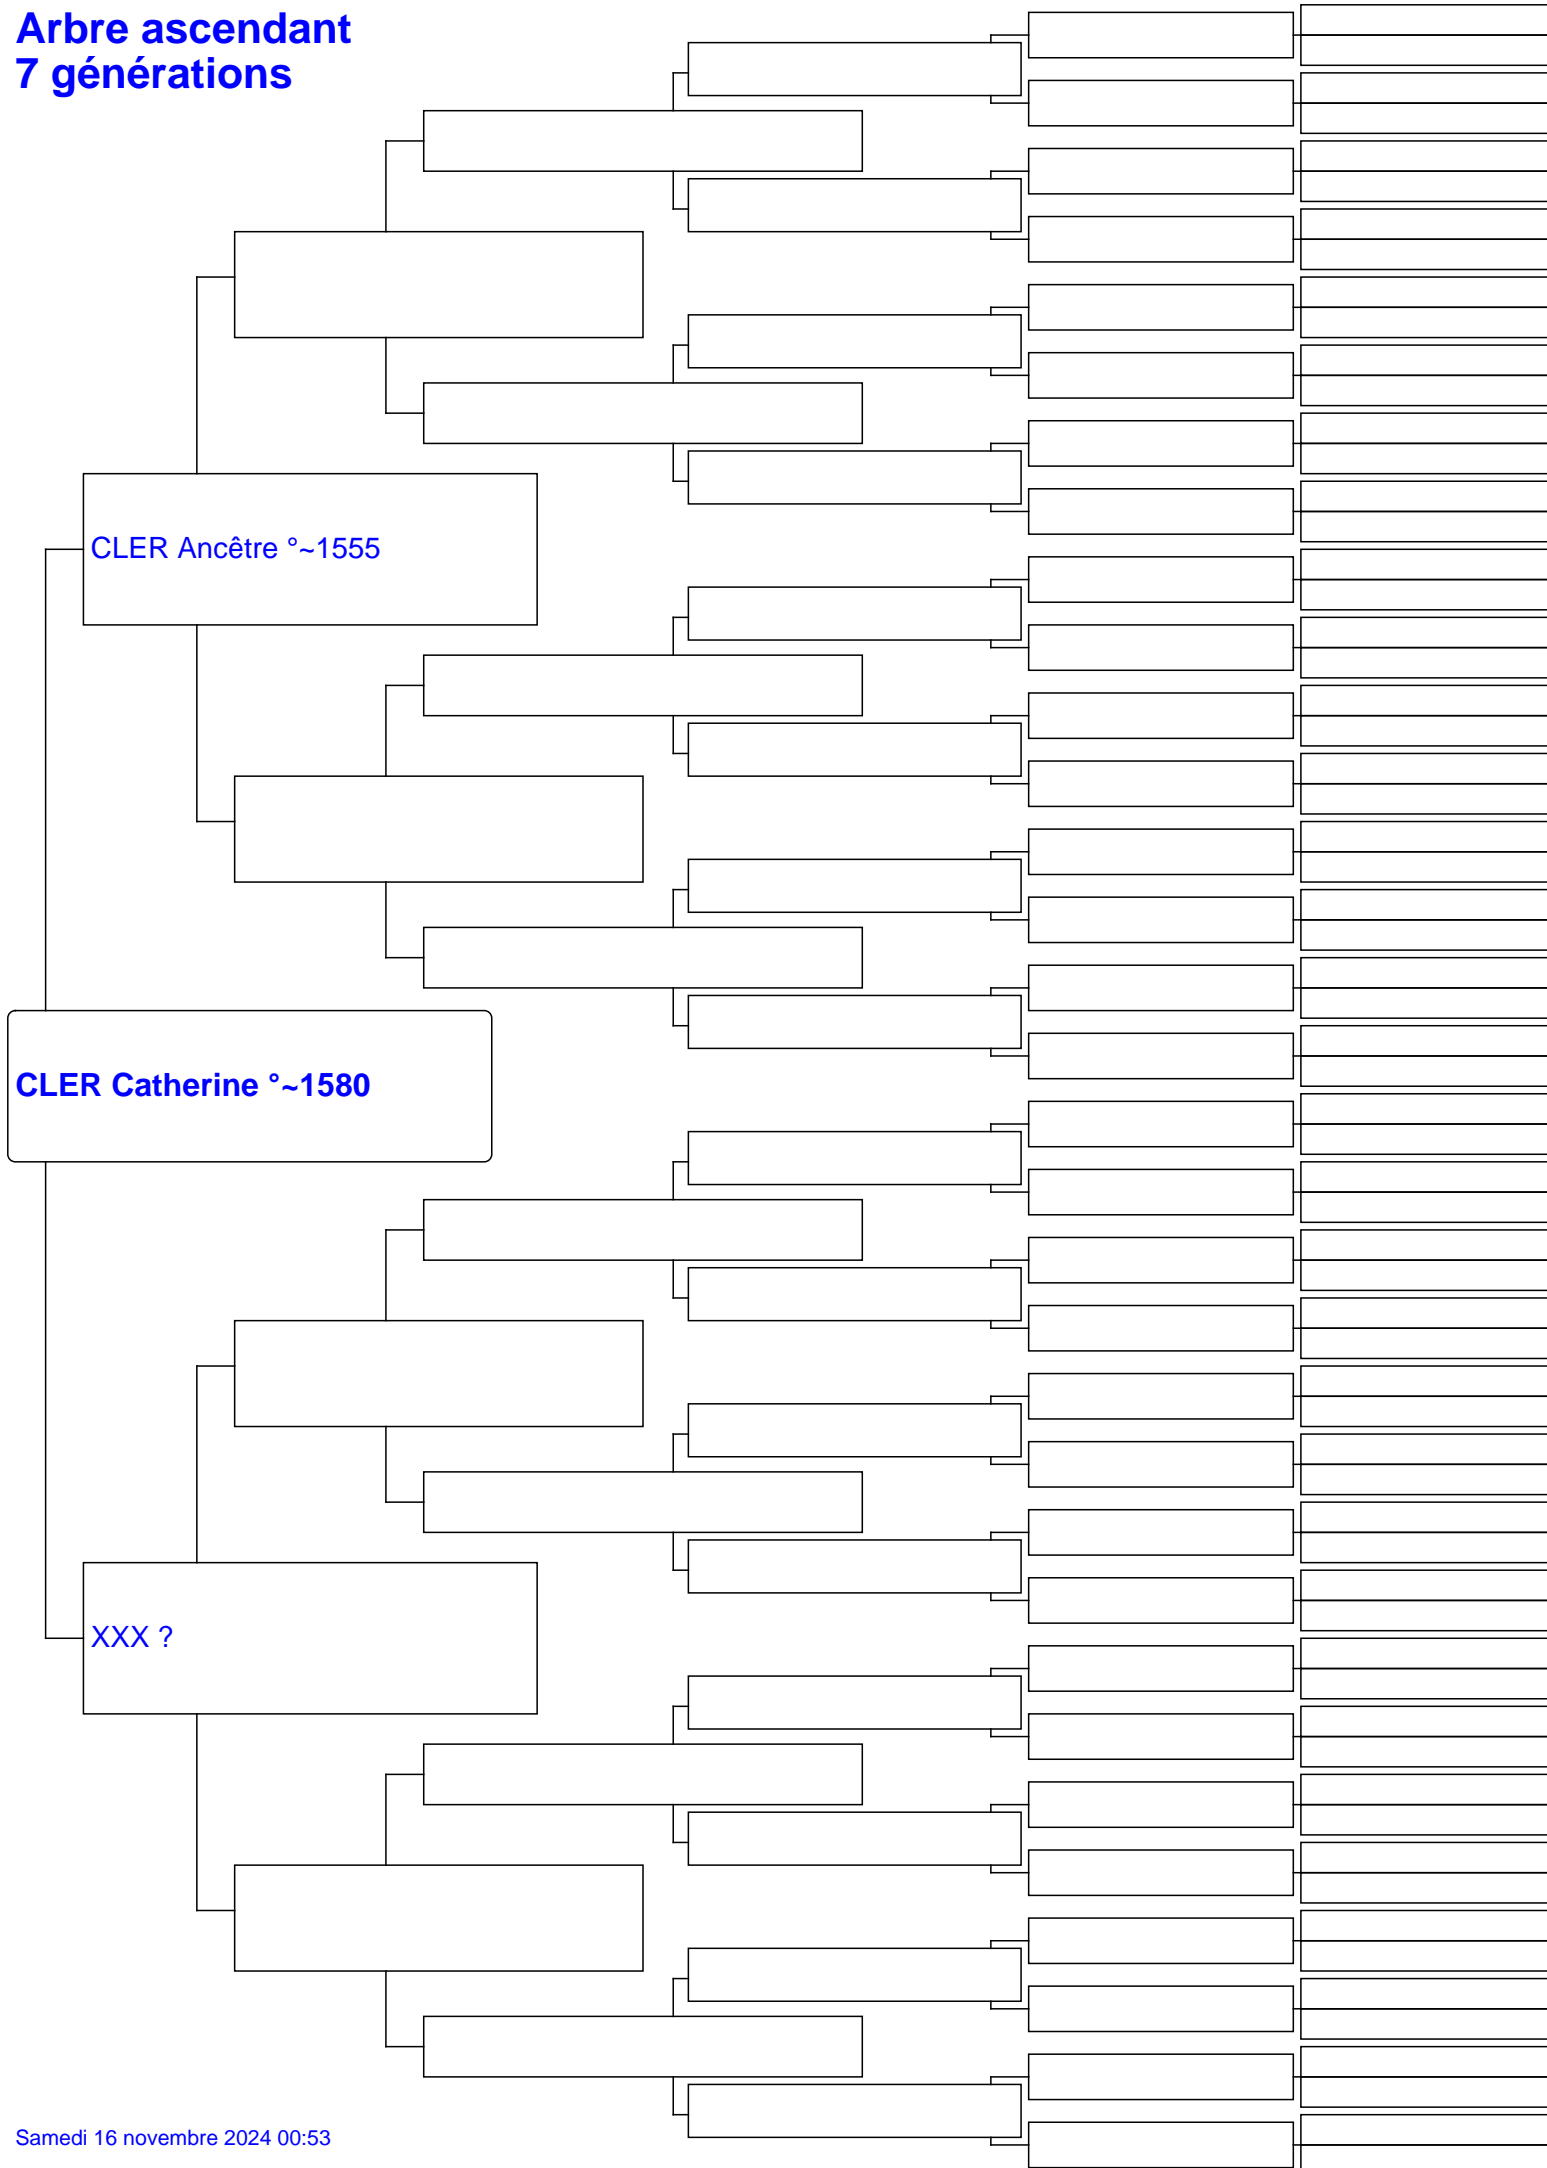 Arbre ascendant
7 générations
CLER Ancêtre °~1555
CLER Catherine °~1580
XXX ?
Samedi 16 novembre 2024 00:53